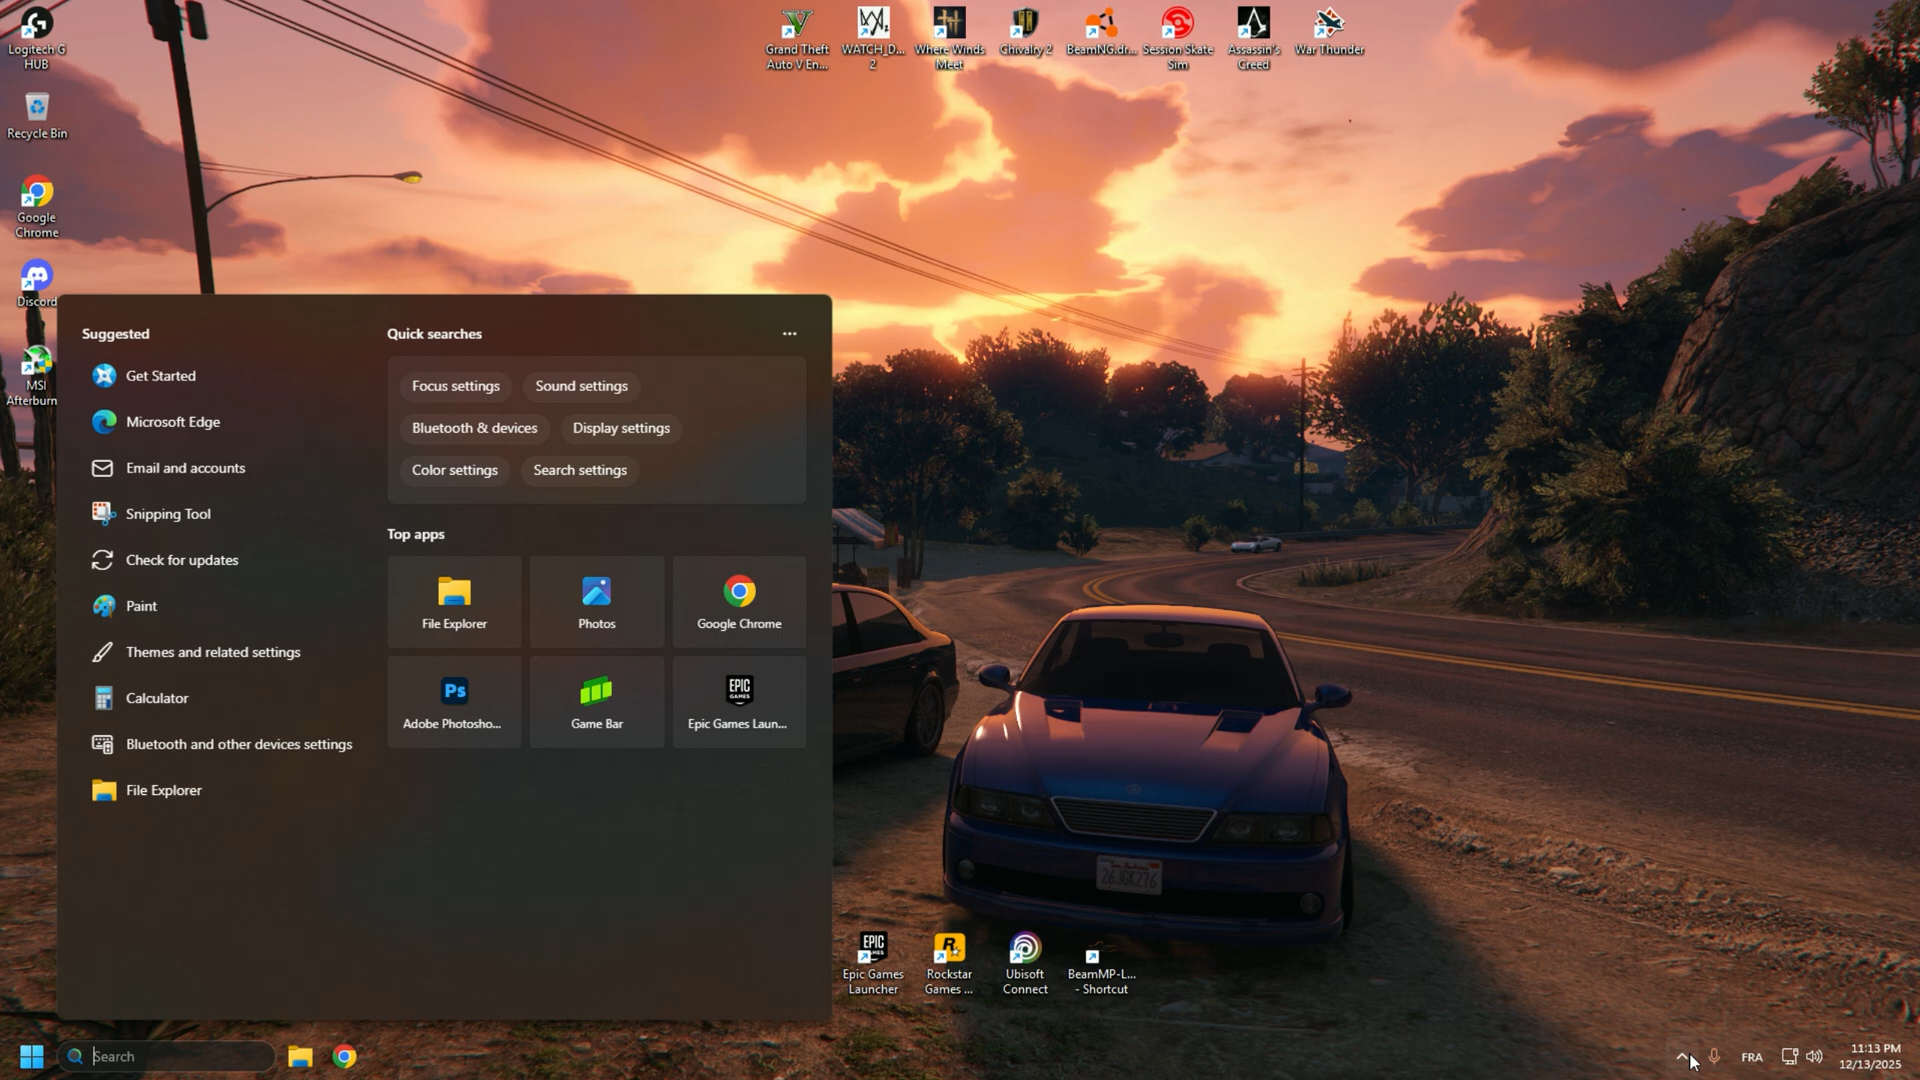 Logitech G
HUB
Recycle Bin
Google
Chrome
Discord
MSI
Afterburn
Grand Theft
Auto V En...
WATCH_D...
2
Where Winds
Meet
Chivalry 2
BeamNG.dr...
Session Skate
Sim
Assassin's
Creed
War Thunder
Suggested
Get Started
Microsoft Edge
Email and accounts
Snipping Tool
Check for updates
Paint
Themes and related settings
Calculator
Bluetooth and other devices settings
File Explorer
Quick searches
Focus settings
Sound settings
Bluetooth & devices
Display settings
Color settings
Search settings
Top apps
File Explorer
Photos
Google Chrome
Ps
Adobe Photosho...
Game Bar
EPIC
GAMES
Epic Games Laun...
26JGK276
EPIC
Epic Games
Launcher
Rockstar
Games ...
Ubisoft
Connect
BeamMP-L...
- Shortcut
Search
FRA
11:13 PM
12/13/2025